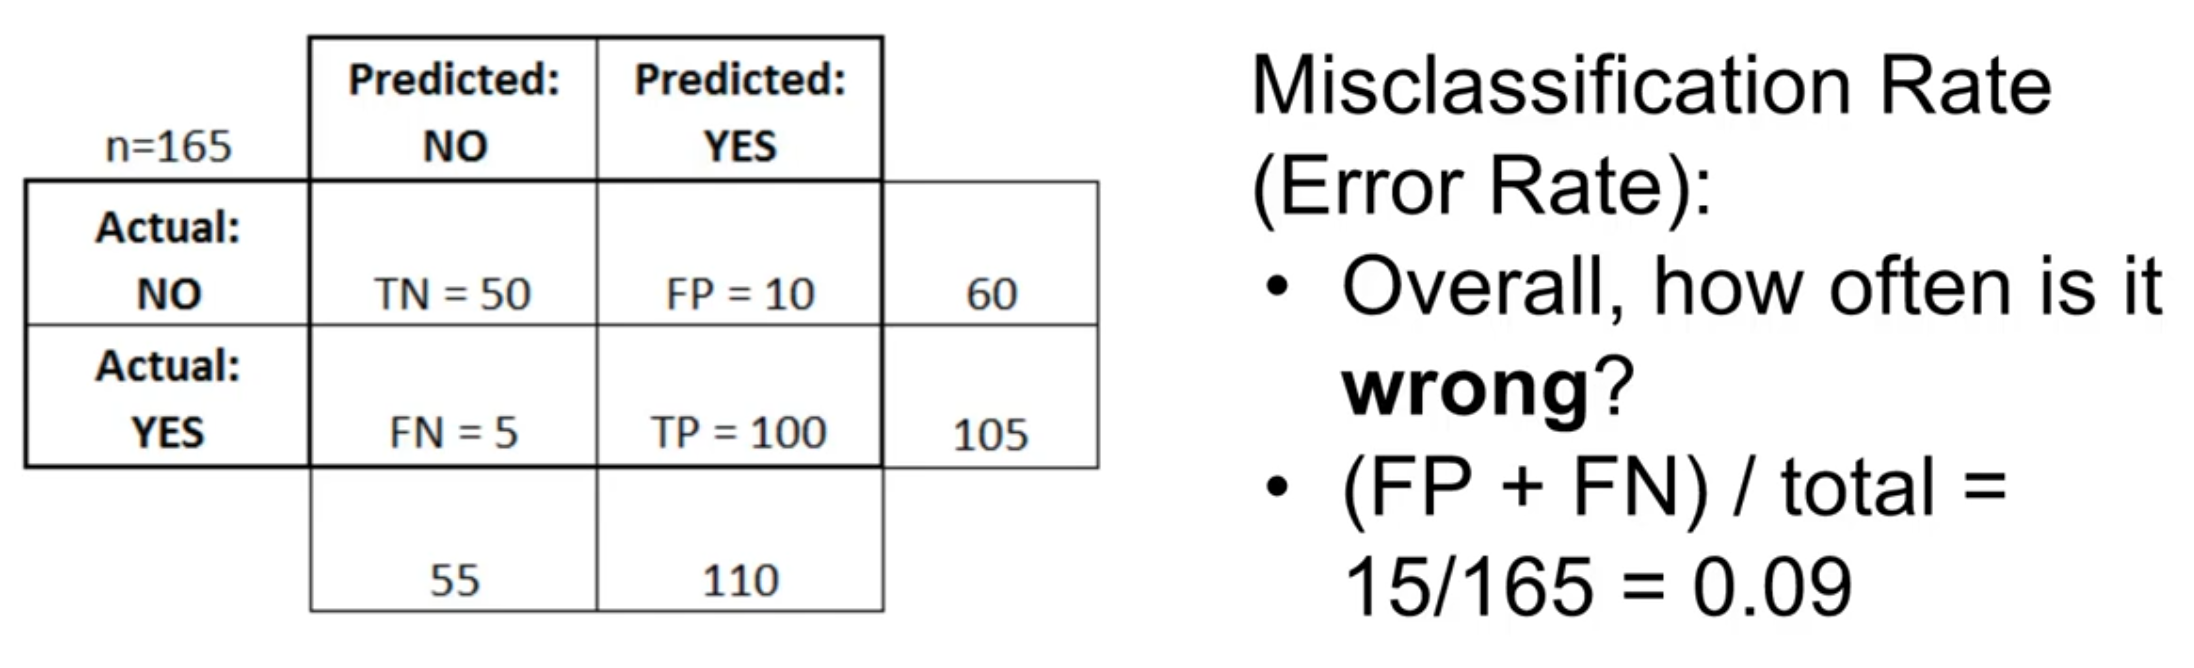 Predicted: Predicted:
n=165 NO YES
Actual:
NO TN = 50 FP = 10 60
Actual:
YES FN = 5 TP = 100 105
55 110
Misclassification Rate
(Error Rate):
• Overall, how often is it
wrong?
• (FP + FN) / total =
15/165 = 0.09